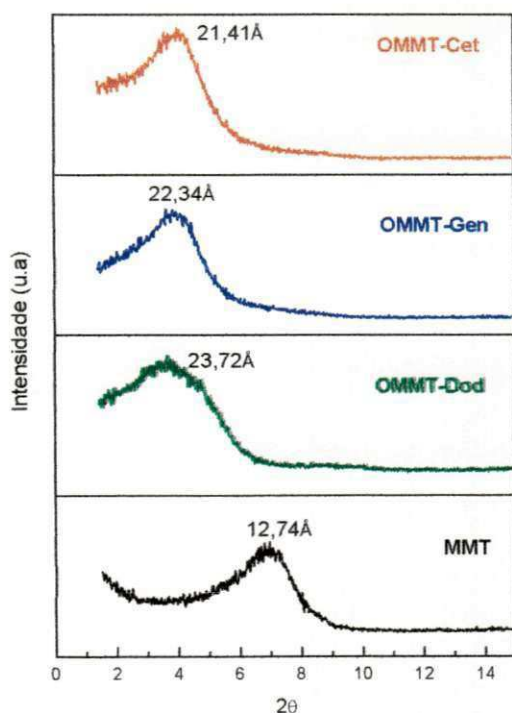 21,41Å
OMMT-Cet
22,34Å
OMMT-Gen
23,72Å
OMMT-Dod
12,74Å
MMT
Intensidade (u.a)
0 2 4 6 8 10 12 14
2θ